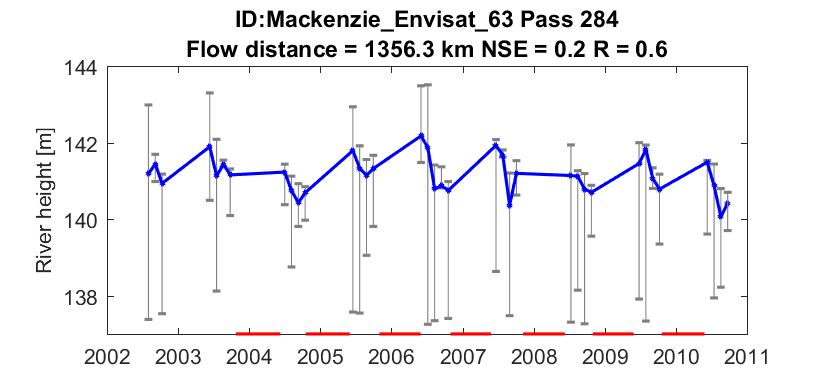 ID:Mackenzie_Envisat_63 Pass 284
Flow distance = 1356.3 km NSE = 0.2 R = 0.6
River height [m]
144
142
140
138
2002 2003 2004 2005 2006 2007 2008 2009 2010 2011